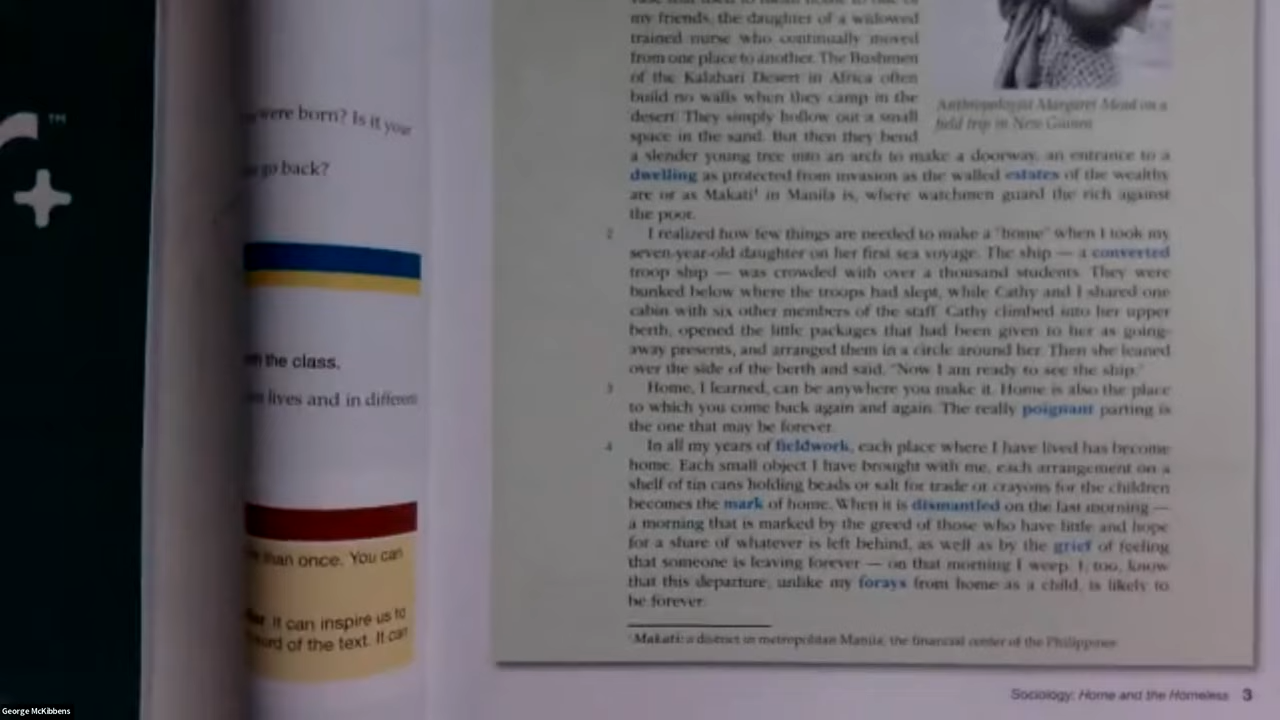 ™
were born? Is it your
go back?
the class.
lives and in different
than once. You can
It can inspire us to
of the text. It can
my friends, the daughter of a widowed
trained nurse who continually moved
from one place to another. The Bushmen
of the Kalahari Desert in Africa often
build no walls when they camp in the
desert. They simply hollow out a small
space in the sand. But then they bend
a slender young tree into an arch to make a doorway, an entrance to a
dwelling as protected from invasion as the walled estates of the wealthy
are or as Makati¹ in Manila is, where watchmen guard the rich against
the poor.
Anthropologist Margaret Mead on a
field trip in New Guinea
2 I realized how few things are needed to make a "home" when I took my
seven-year-old daughter on her first sea voyage. The ship — a converted
troop ship — was crowded with over a thousand students. They were
bunked below where the troops had slept, while Cathy and I shared one
cabin with six other members of the staff. Cathy climbed into her upper
berth, opened the little packages that had been given to her as going-
away presents, and arranged them in a circle around her. Then she leaned
over the side of the berth and said, "Now I am ready to see the ship."
3 Home, I learned, can be anywhere you make it. Home is also the place
to which you come back again and again. The really poignant parting is
the one that may be forever.
4 In all my years of fieldwork, each place where I have lived has become
home. Each small object I have brought with me, each arrangement on a
shelf of tin cans holding beads or salt for trade or crayons for the children
becomes the mark of home. When it is dismantled on the last morning —
a morning that is marked by the greed of those who have little and hope
for a share of whatever is left behind, as well as by the grief of feeling
that someone is leaving forever — on that morning I weep. I, too, know
that this departure, unlike my forays from home as a child, is likely to
be forever.
¹Makati: a district in metropolitan Manila, the financial center of the Philippines
Sociology: Home and the Homeless 3
George McKibbens